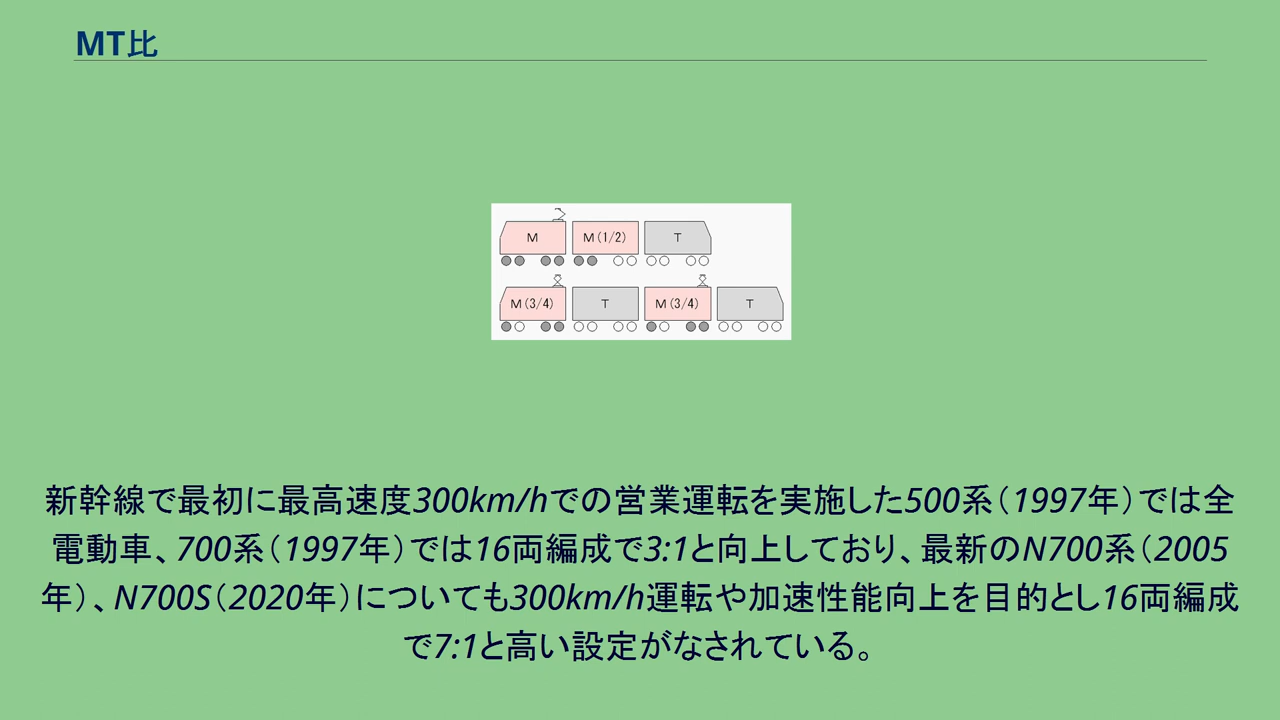 MT比
M M(1/2) T
M(3/4) T M(3/4) T
新幹線で最初に最高速度300km/hでの営業運転を実施した500系（1997年）では全
電動車、700系（1997年）では16両編成で3:1と向上しており、最新のN700系（2005
年）、N700S（2020年）についても300km/h運転や加速性能向上を目的とし16両編成
で7:1と高い設定がなされている。